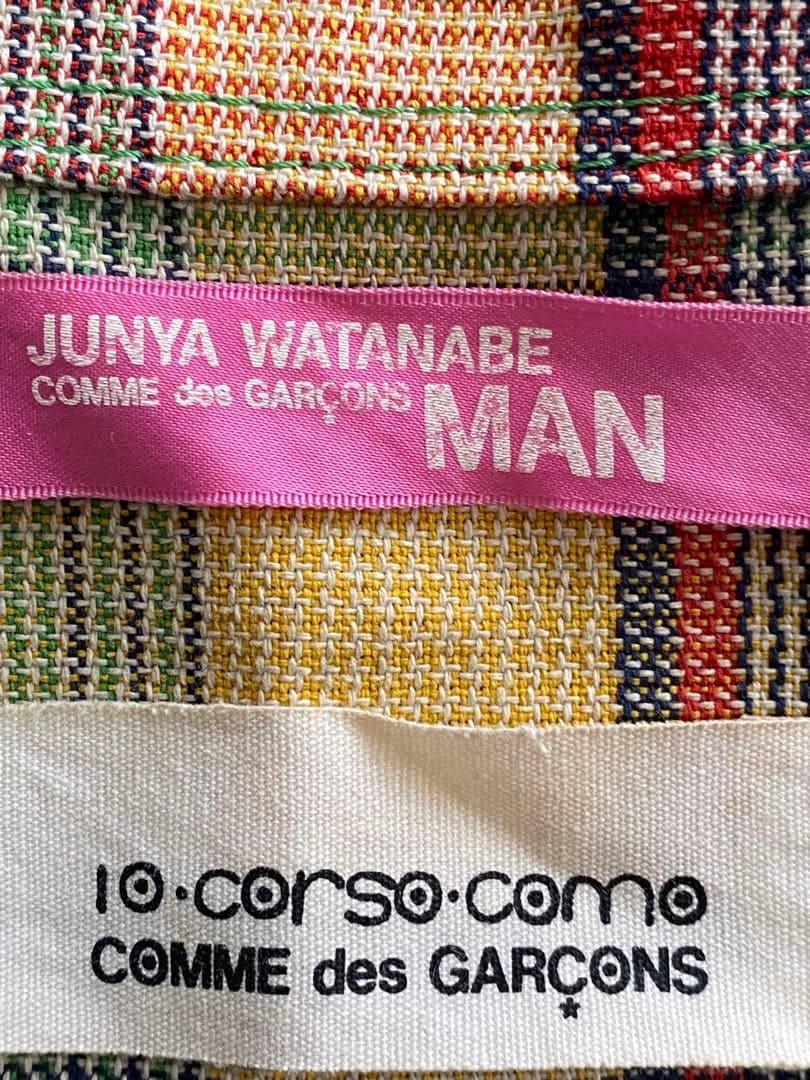 JUNYA WATANABE
COMME des GARÇONS
MAN
10·corso·como
COMME des GARÇONS